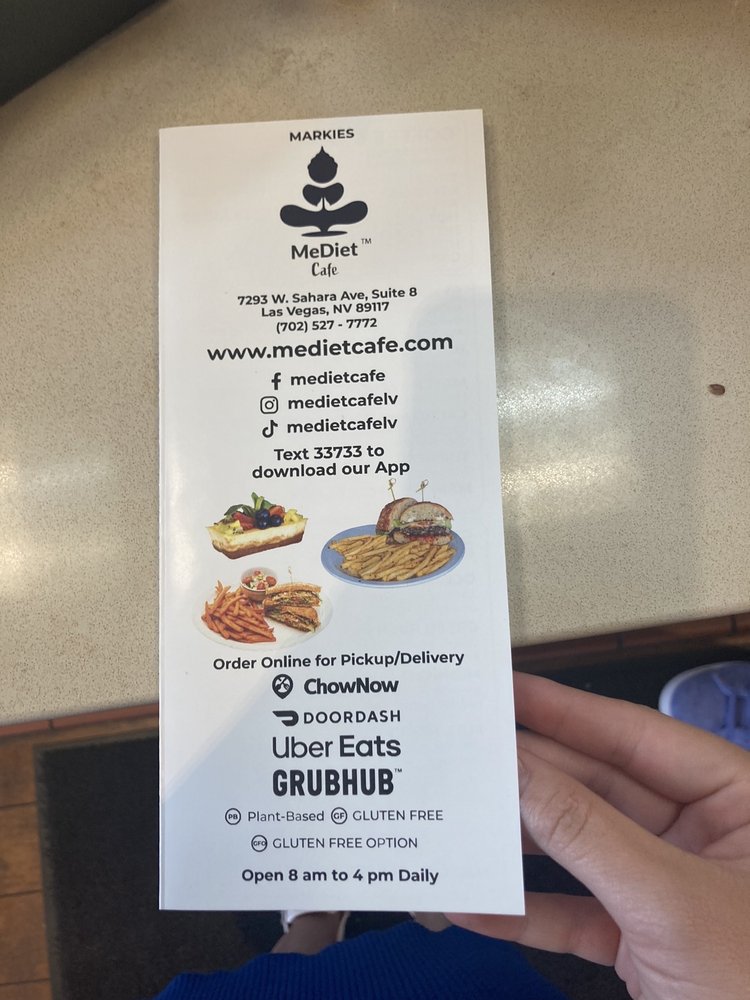 MARKIES
MeDiet™
Cafe
7293 W. Sahara Ave, Suite 8
Las Vegas, NV 89117
(702) 527 - 7772
www.medietcafe.com
medietcafe
medietcafelv
medietcafelv
Text 33733 to
download our App
Order Online for Pickup/Delivery
ChowNow
DOORDASH
Uber Eats
GRUBHUB™
PB Plant-Based GF GLUTEN FREE
GFO GLUTEN FREE OPTION
Open 8 am to 4 pm Daily